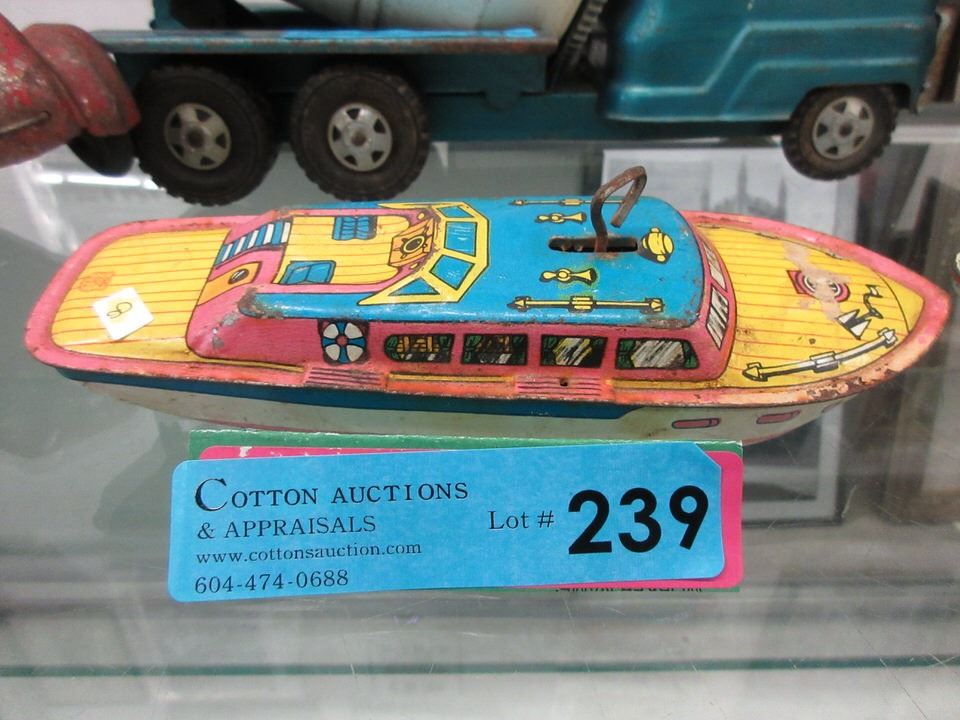 COTTON AUCTIONS
& APPRAISALS
www.cottonsauction.com
604-474-0688
Lot # 239